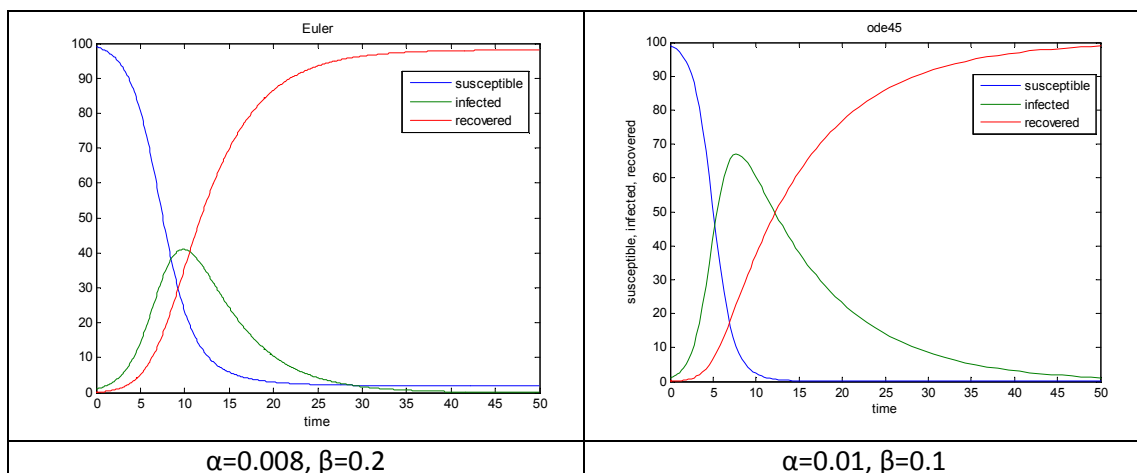 Euler
100
90
80
70
60
50
40
30
20
10
0
susceptible
infected
recovered
0 5 10 15 20 25 30 35 40 45 50
time
α=0.008, β=0.2
ode45
susceptible, infected, recovered
100
90
80
70
60
50
40
30
20
10
0
susceptible
infected
recovered
0 5 10 15 20 25 30 35 40 45 50
time
α=0.01, β=0.1